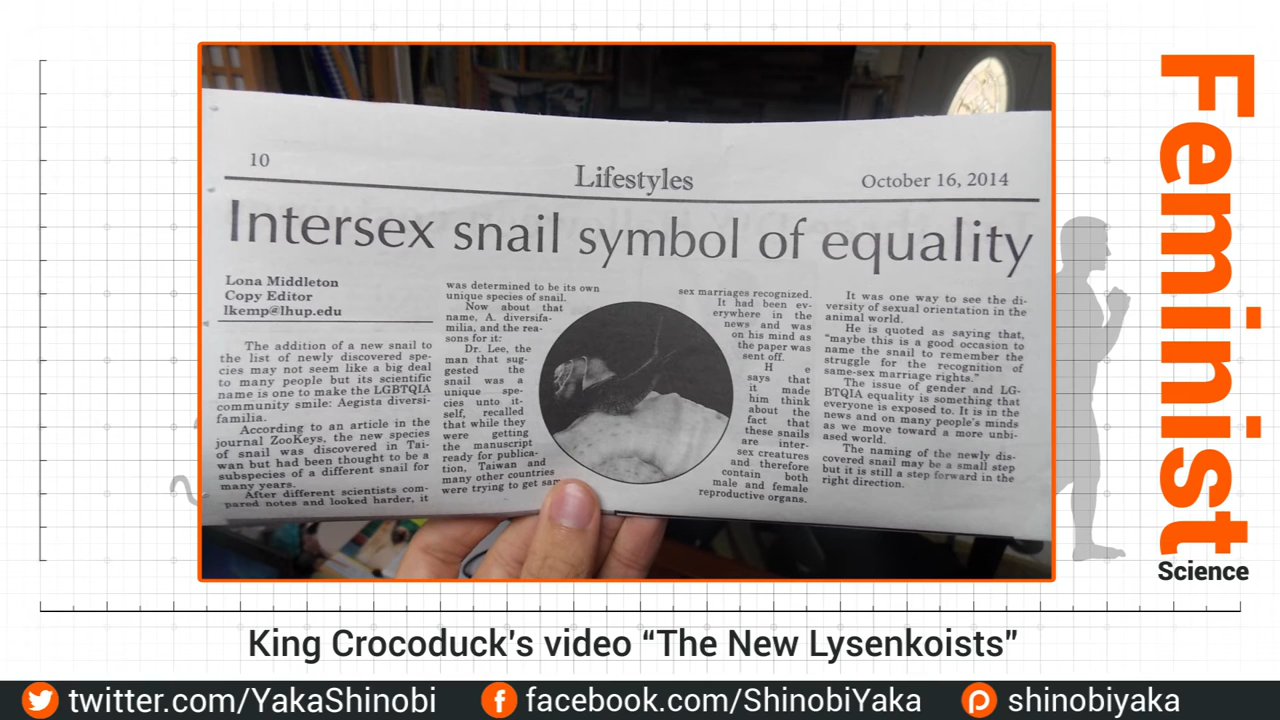 10
Lifestyles
October 16, 2014
Intersex snail symbol of equality
Lona Middleton
Copy Editor
lkemp@lhup.edu
The addition of a new snail to
the list of newly discovered spe-
cies may not seem like a big deal
to many people but its scientific
name is one to make the LGBTQIA
community smile: Aegista diversi-
familia.
According to an article in the
journal ZooKeys, the new species
of snail was discovered in Tai-
wan but had been thought to be a
subspecies of a different snail for
many years.
After different scientists com-
pared notes and looked harder, it
was determined to be its own
unique species of snail.
Now about that
name, A. diversifa-
milia, and the rea-
sons for it:
Dr. Lee, the
man that sug-
gested the
snail was a
unique spe-
cies unto it-
self, recalled
that while they
were getting
the manuscript
ready for publica-
tion, Taiwan and
many other countries
were trying to get sam
sex marriages recognized.
It had been ev-
erywhere in the
news and was
on his mind as
the paper was
sent off.
H e
says that
it made
him think
about the
fact that
these snails
are inter-
sex creatures
and therefore
contain both
male and female
reproductive organs.
It was one way to see the di-
versity of sexual orientation in the
animal world.
He is quoted as saying that,
"maybe this is a good occasion to
name the snail to remember the
struggle for the recognition of
same-sex marriage rights."
The issue of gender and LG-
BTQIA equality is something that
everyone is exposed to. It is in the
news and on many people's minds
as we move toward a more unbi-
ased world.
The naming of the newly dis-
covered snail may be a small step
but it is still a step forward in the
right direction.
Feminist
Science
King Crocoduck's video “The New Lysenkoists”
twitter.com/YakaShinobi
facebook.com/ShinobiYaka
shinobiyaka